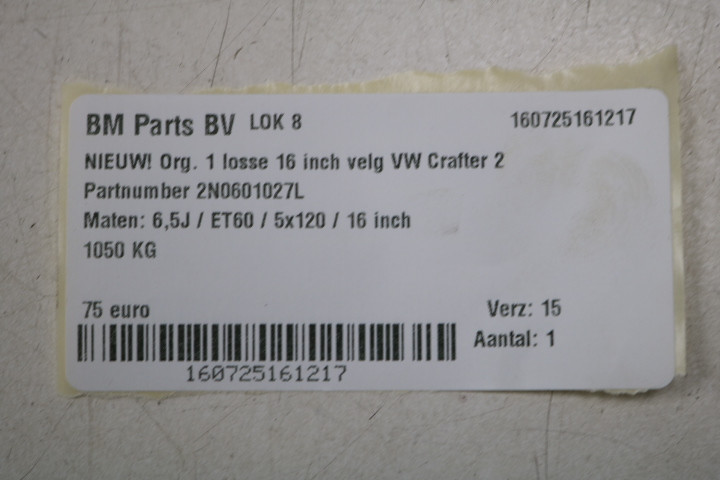 BM Parts BV LOK 8 160725161217
NIEUW! Org. 1 losse 16 inch velg VW Crafter 2
Partnumber 2N0601027L
Maten: 6,5J / ET60 / 5x120 / 16 inch
1050 KG
75 euro Verz: 15
Aantal: 1
160725161217